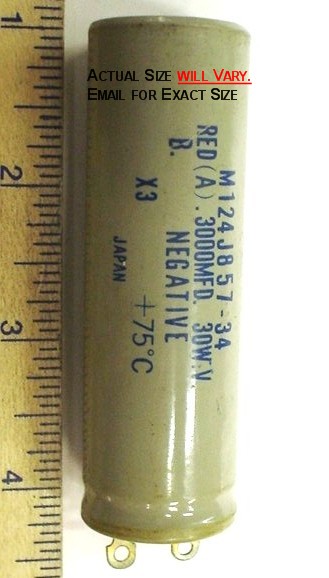 ACTUAL SIZE WILL VARY.
EMAIL FOR EXACT SIZE
M124J857-34
RED (A). 3000MFD. 30W.V.
B. NEGATIVE
X3 +75°C
JAPAN
1
2
3
4